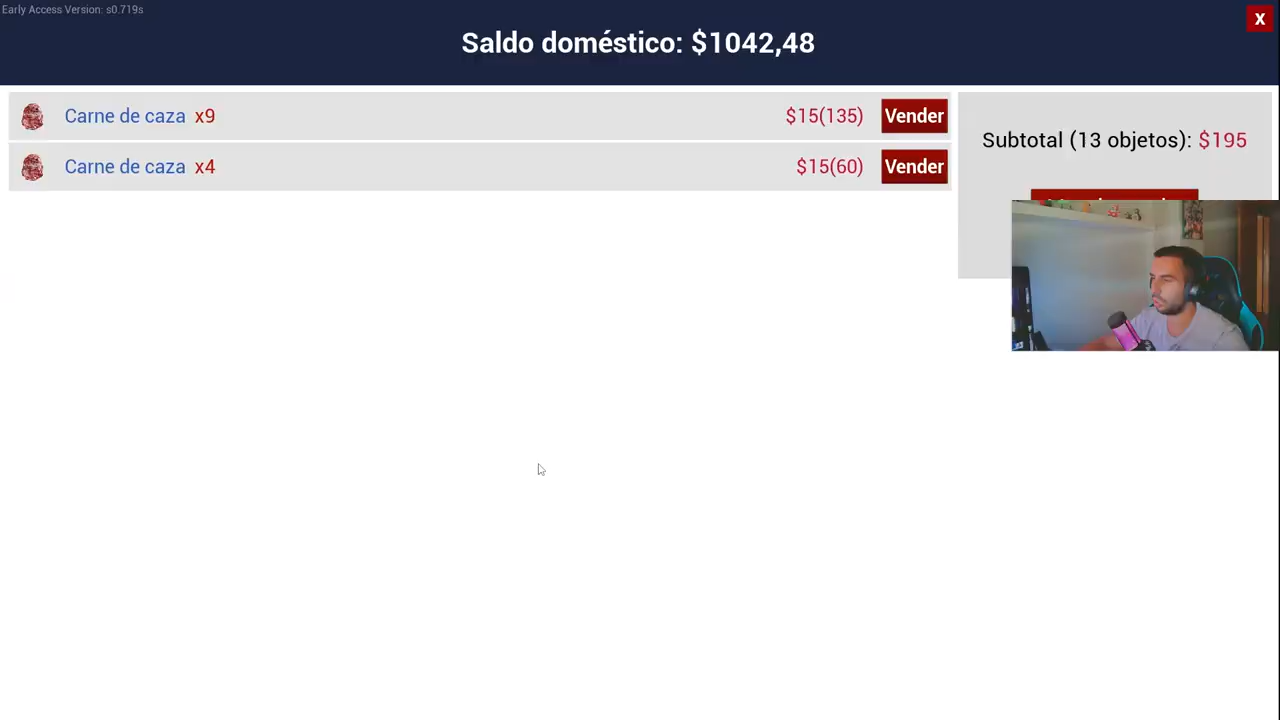 Early Access Version: s0.719s
X
Saldo doméstico: $1042,48
Carne de caza x9 $15(135) Vender
Carne de caza x4 $15(60) Vender
Subtotal (13 objetos): $195